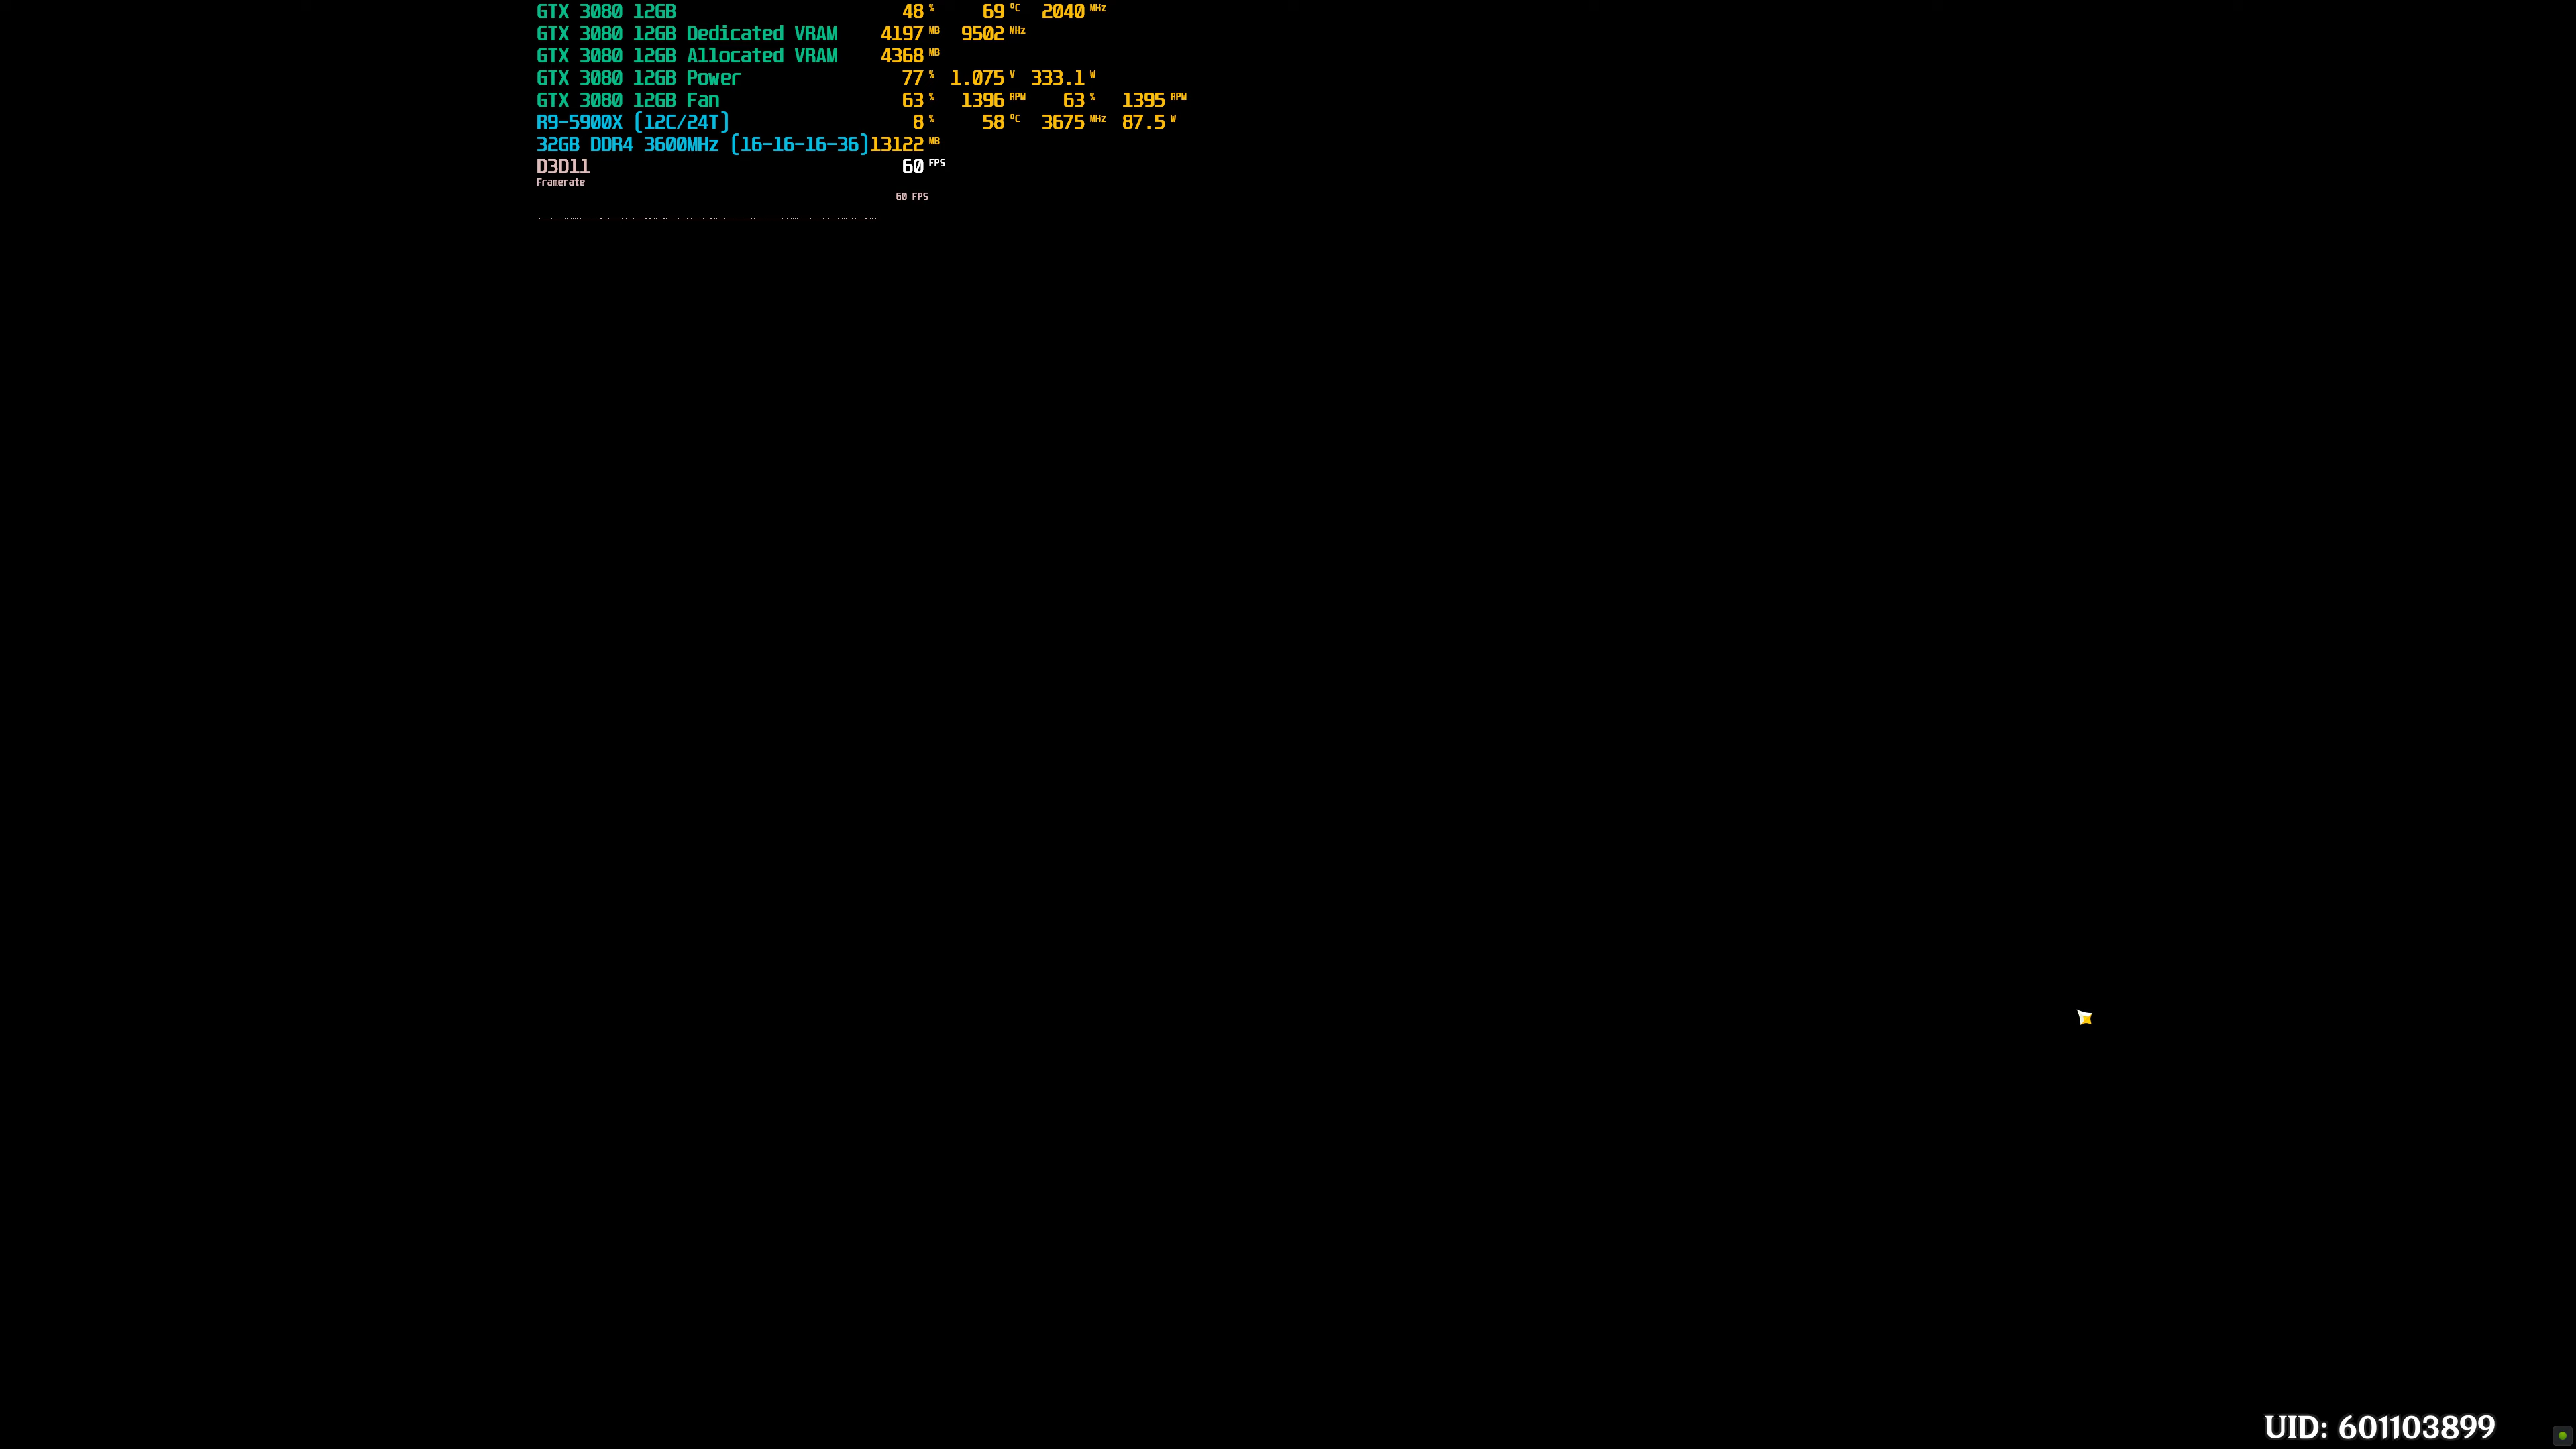 GTX 3080 12GB 48 % 69 °C 2040 MHz
GTX 3080 12GB Dedicated VRAM 4197 MB 9502 MHz
GTX 3080 12GB Allocated VRAM 4368 MB
GTX 3080 12GB Power 77 % 1.075 V 333.1 W
GTX 3080 12GB Fan 63 % 1396 RPM 63 % 1395 RPM
R9-5900X [12C/24T] 8 % 58 °C 3675 MHz 87.5 W
32GB DDR4 3600MHz [16-16-16-36]13122 MB
D3D11 60 FPS
Framerate
60 FPS
UID: 601103899